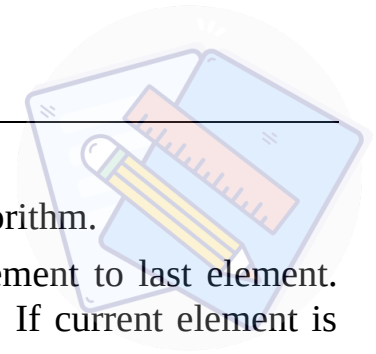 orithm.
ement to last element.
If current element is